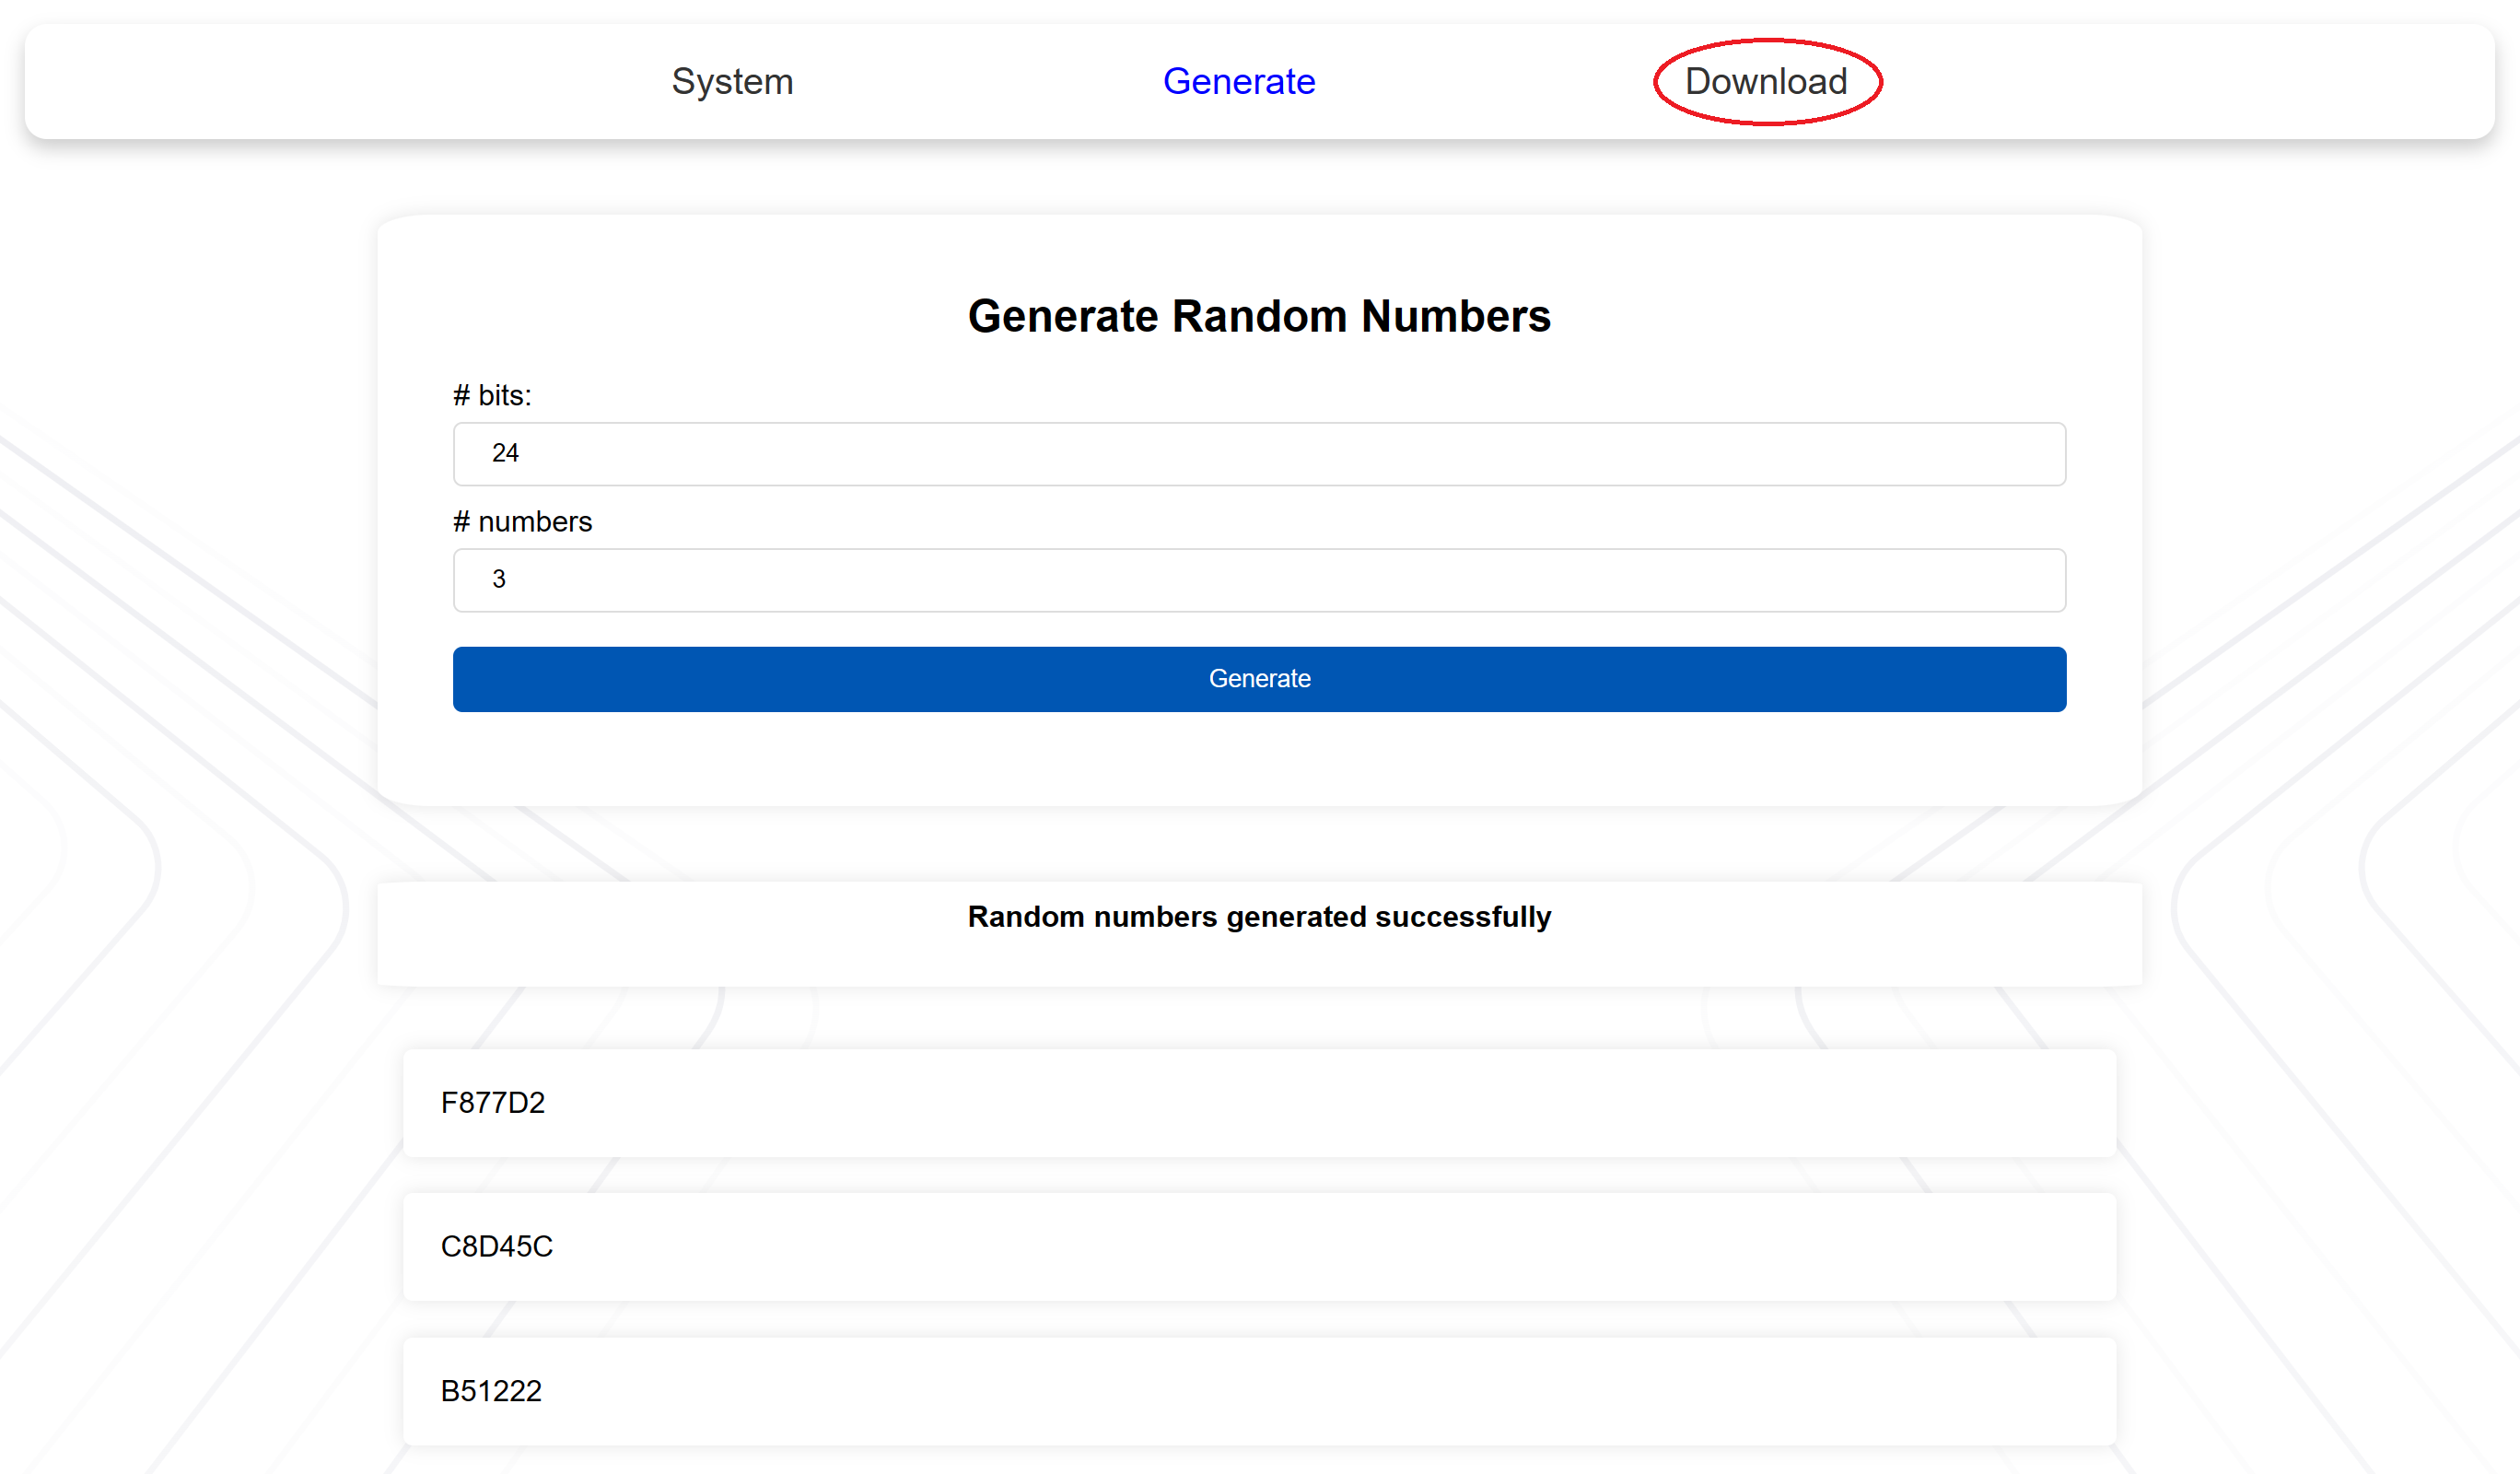 System Generate Download
Generate Random Numbers
# bits:
24
# numbers
3
Generate
Random numbers generated successfully
F877D2
C8D45C
B51222